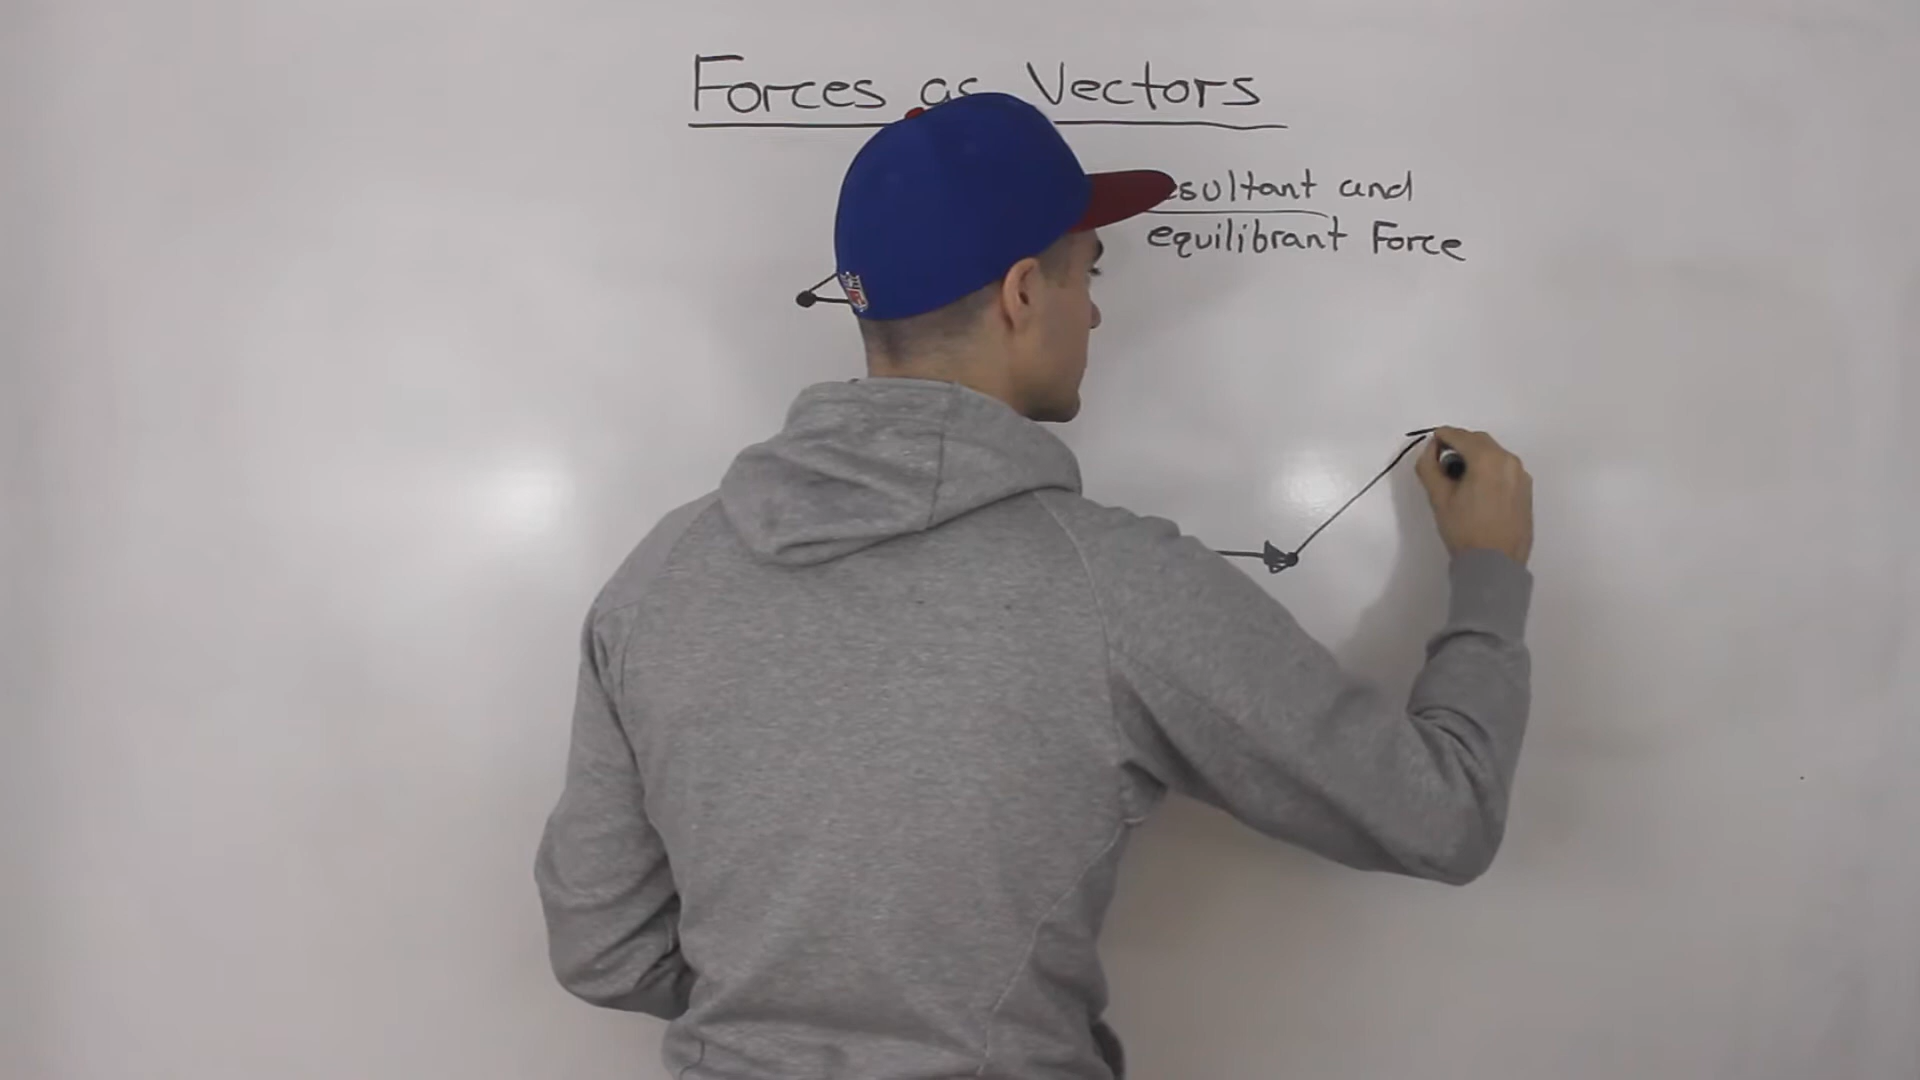 Forces as Vectors
esultant and
equilibrant Force